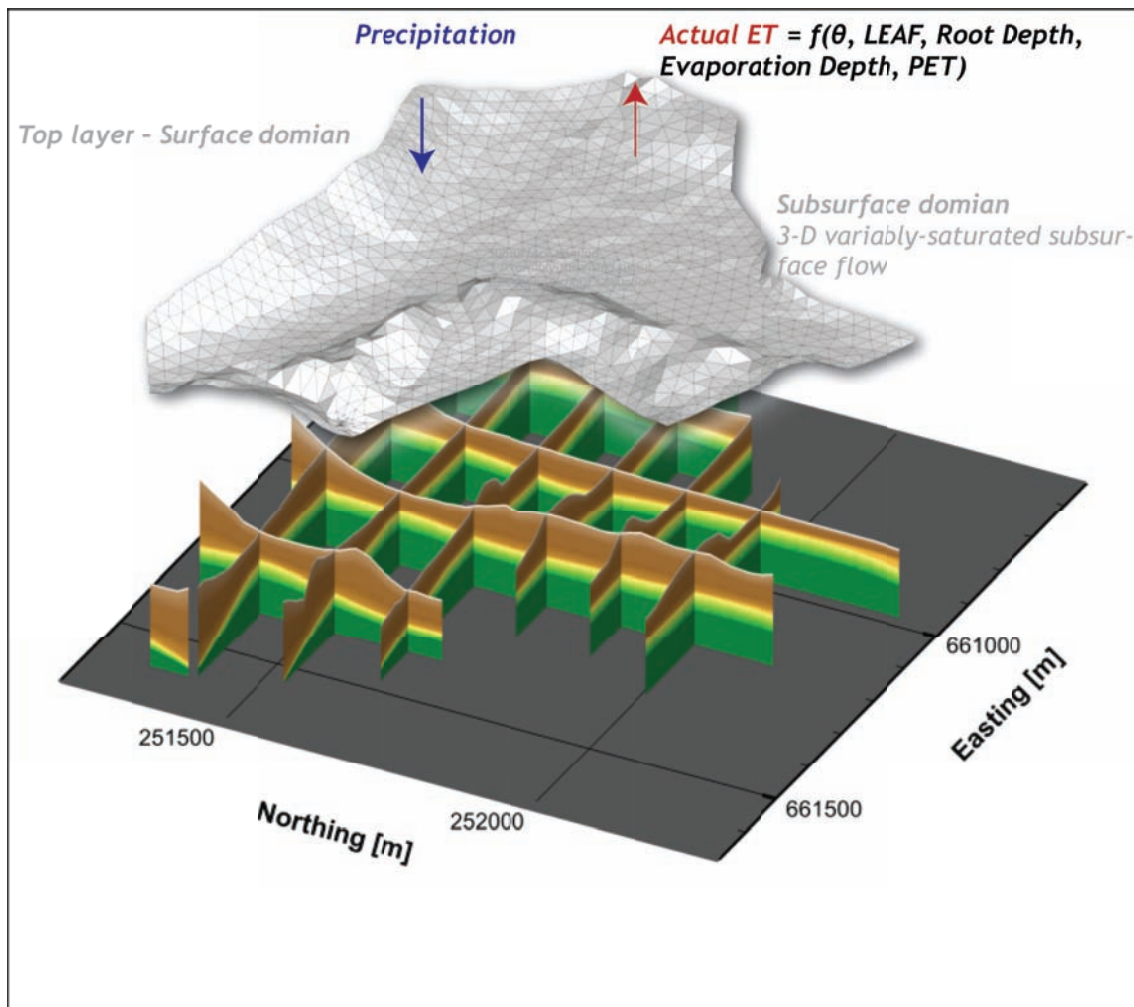 Precipitation
Actual ET = f(θ, LEAF, Root Depth,
Evaporation Depth, PET)
Top layer – Surface domian
Subsurface domian
3-D variably-saturated subsur-
face flow
661000
251500
Easting [m]
661500
252000
Northing [m]